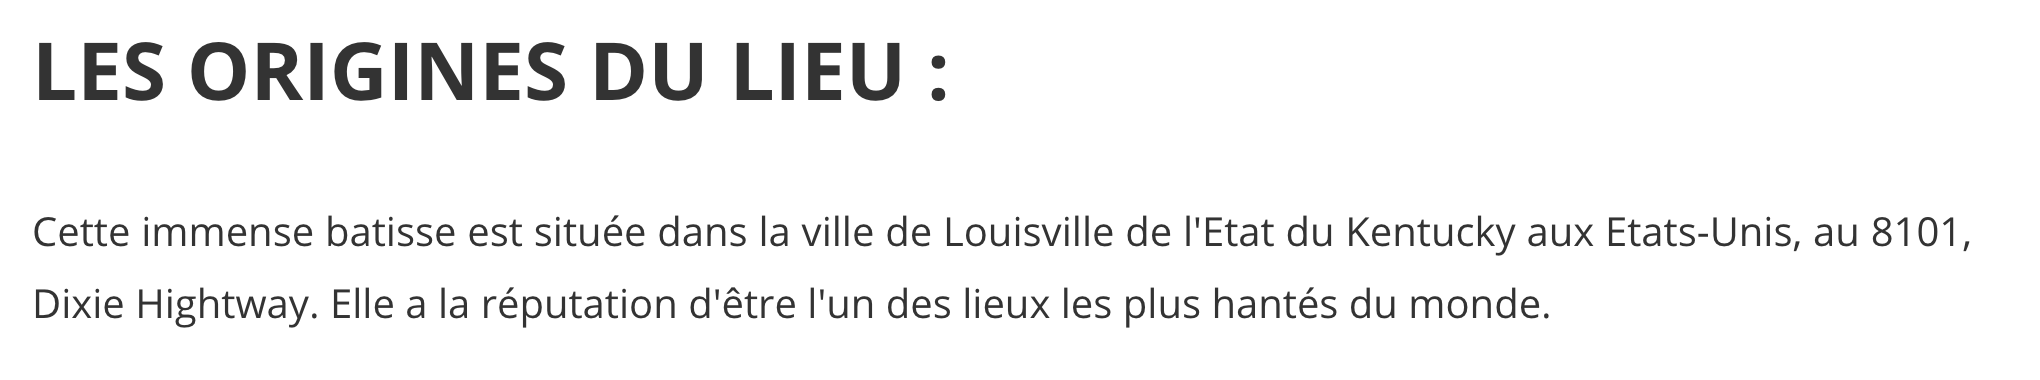 LES ORIGINES DU LIEU :
Cette immense batisse est située dans la ville de Louisville de l'Etat du Kentucky aux Etats-Unis, au 8101,
Dixie Hightway. Elle a la réputation d'être l'un des lieux les plus hantés du monde.